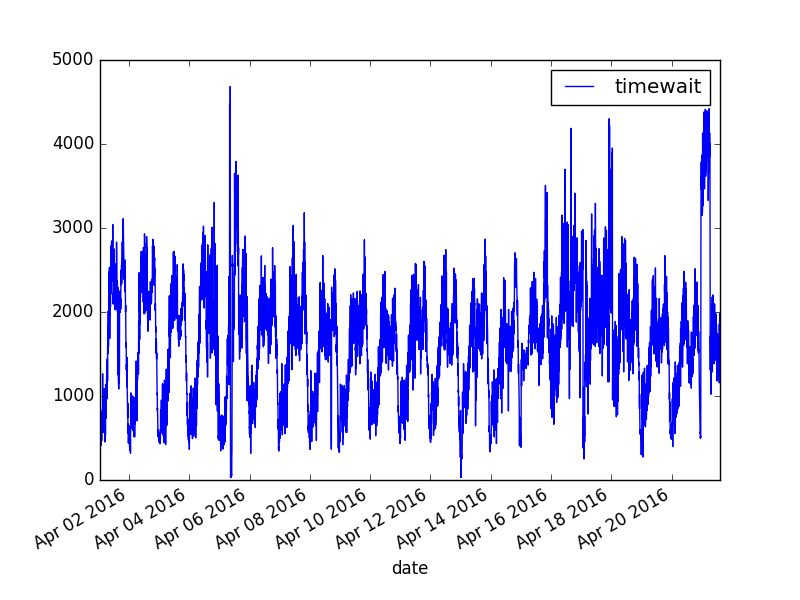 5000
timewait
4000
3000
2000
1000
0
Apr 02 2016
Apr 04 2016
Apr 06 2016
Apr 08 2016
Apr 10 2016
Apr 12 2016
Apr 14 2016
Apr 16 2016
Apr 18 2016
Apr 20 2016
date